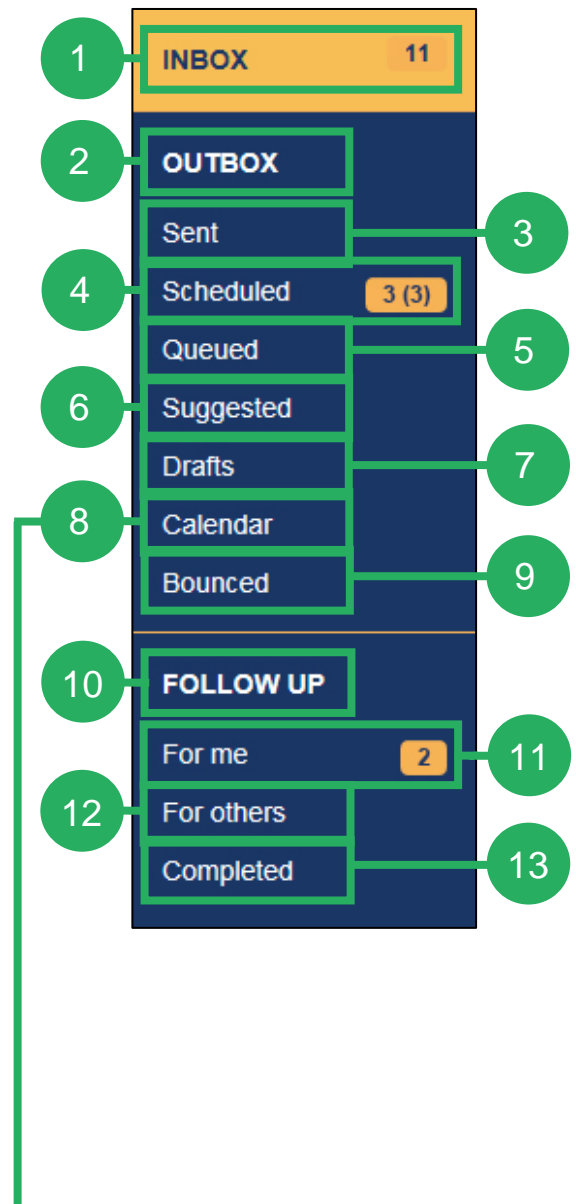 1 INBOX 11
2 OUTBOX
Sent 3
4 Scheduled 3 (3)
Queued 5
6 Suggested
Drafts 7
8 Calendar
Bounced 9
10 FOLLOW UP
For me 2 11
12 For others
Completed 13